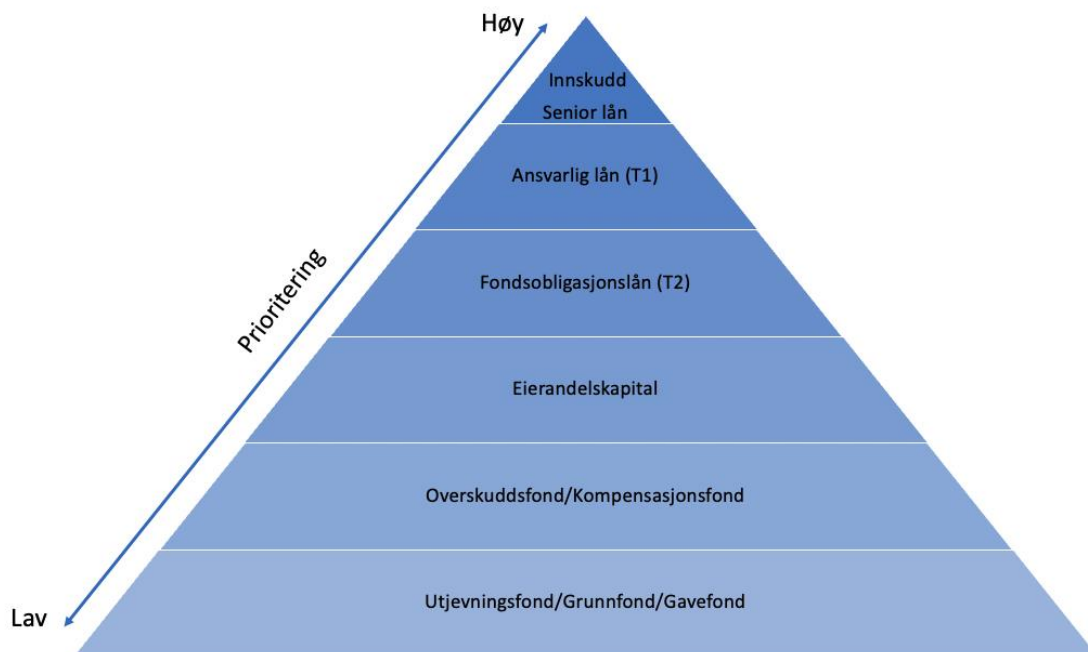 Høy
Innskudd
Senior lån
Ansvarlig lån (T1)
Fondsobligasjonslån (T2)
Prioritering
Eierandelskapital
Overskuddsfond/Kompensasjonsfond
Utjevningsfond/Grunnfond/Gavefond
Lav